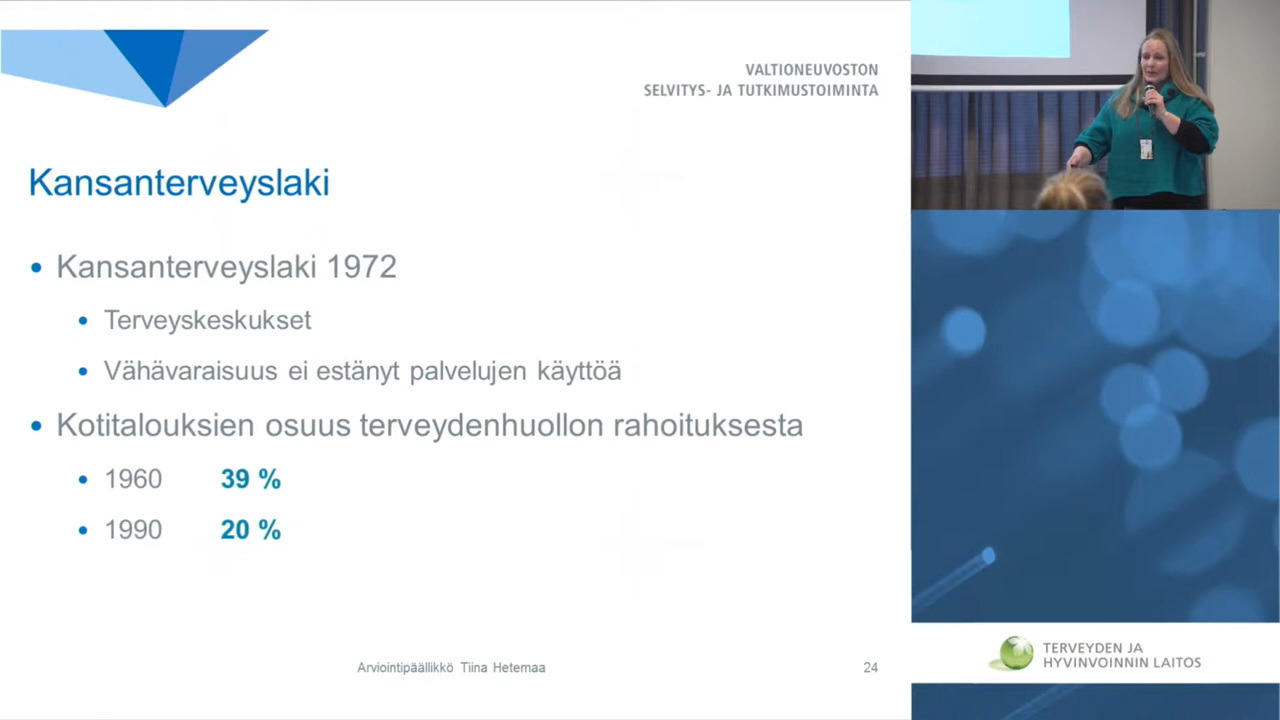 VALTIONEUVOSTON
SELVITYS- JA TUTKIMUSTOIMINTA
Kansanterveyslaki
• Kansanterveyslaki 1972
• Terveyskeskukset
• Vähävaraisuus ei estänyt palvelujen käyttöä
• Kotitalouksien osuus terveydenhuollon rahoituksesta
• 1960 39 %
• 1990 20 %
Arviointipäällikkö Tiina Hetemaa 24
TERVEYDEN JA
HYVINVOINNIN LAITOS